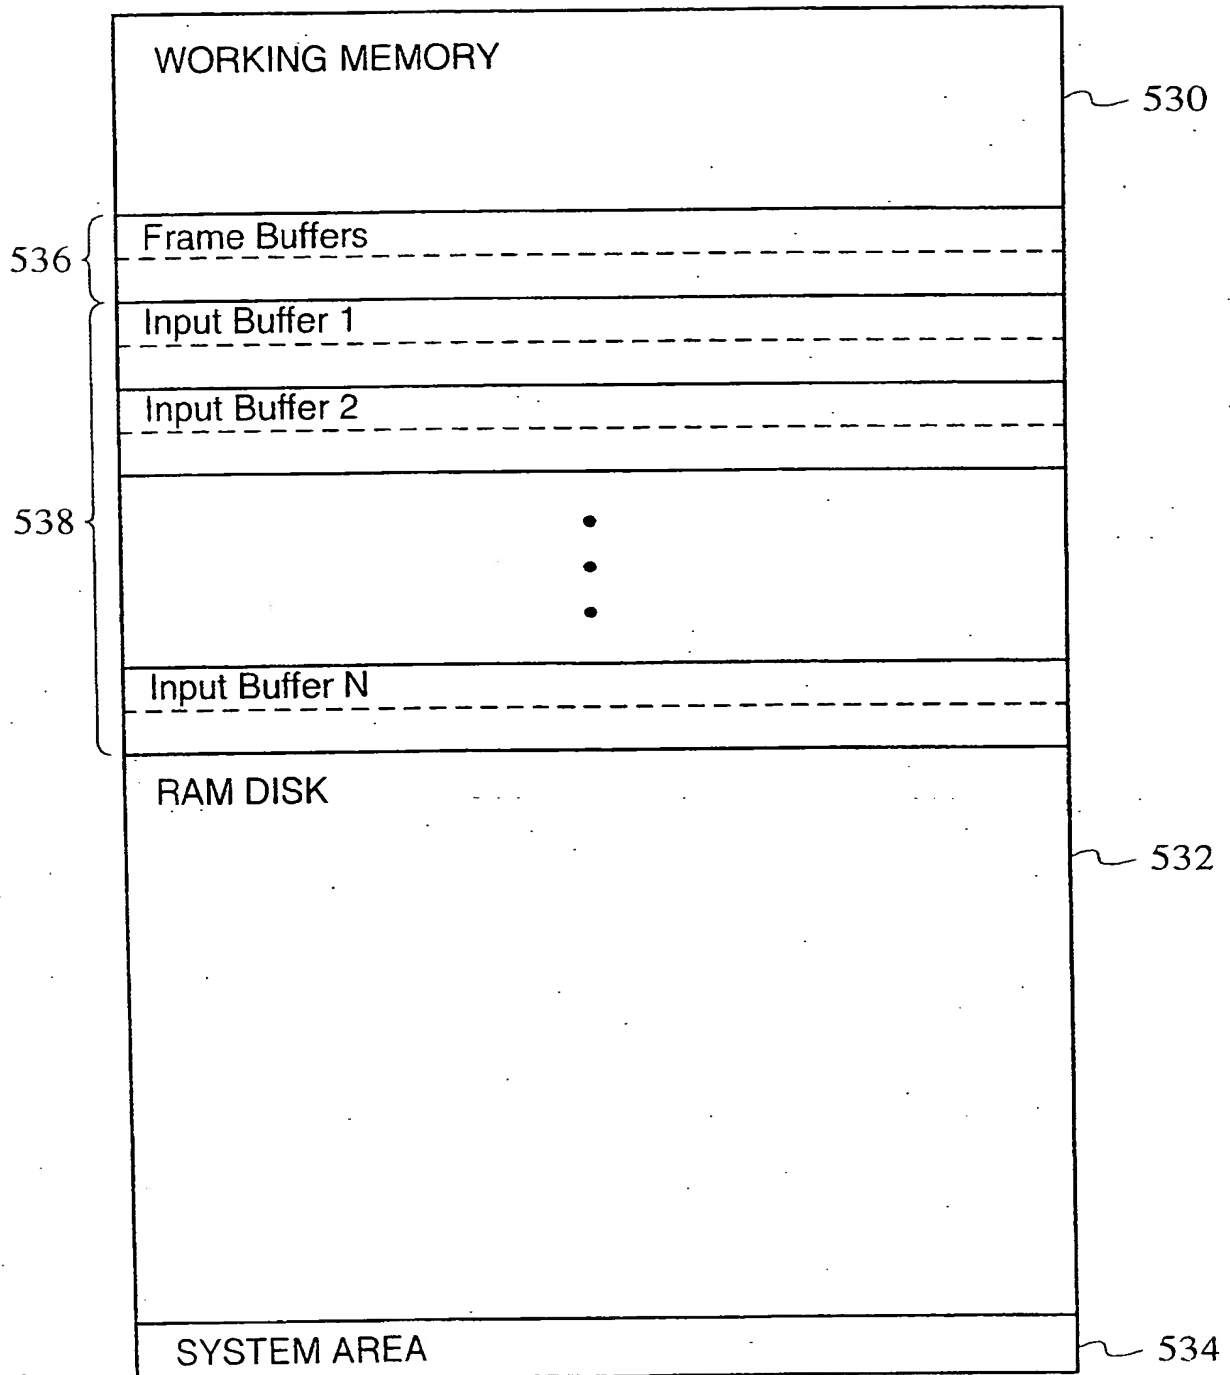 WORKING MEMORY
530
Frame Buffers
536
Input Buffer 1
Input Buffer 2
538
Input Buffer N
RAM DISK
532
SYSTEM AREA
534